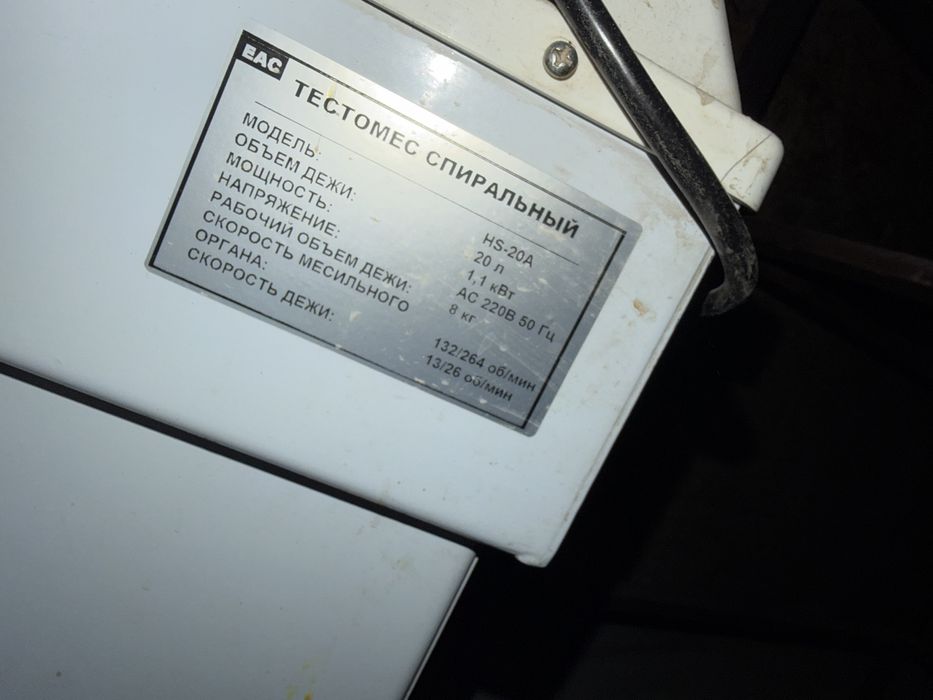 EAC
ТЕСТОМЕС СПИРАЛЬНЫЙ
МОДЕЛЬ: HS-20A
ОБЪЕМ ДЕЖИ: 20 л
МОЩНОСТЬ: 1,1 кВт
НАПРЯЖЕНИЕ: AC 220В 50 Гц
РАБОЧИЙ ОБЪЕМ ДЕЖИ: 8 кг
СКОРОСТЬ МЕСИЛЬНОГО
ОРГАНА: 132/264 об/мин
СКОРОСТЬ ДЕЖИ: 13/26 об/мин